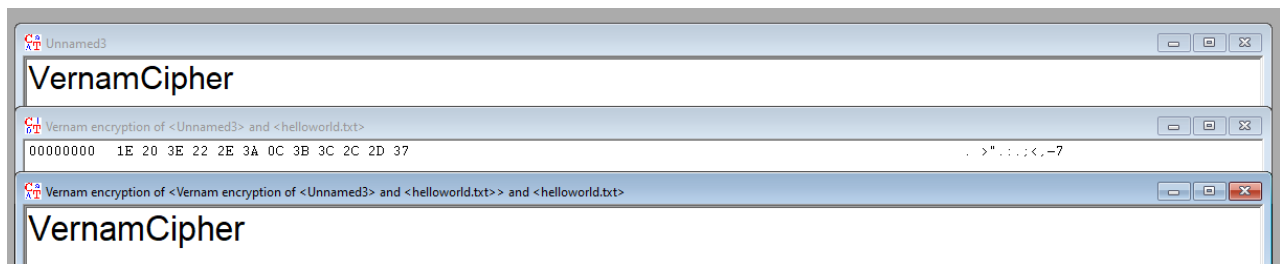 Unnamed3
VernamCipher
Vernam encryption of <Unnamed3> and <helloworld.txt>
00000000 1E 20 3E 22 2E 3A 0C 3B 3C 2C 2D 37 . >".:.;<,-7
Vernam encryption of <Vernam encryption of <Unnamed3> and <helloworld.txt>> and <helloworld.txt>
VernamCipher